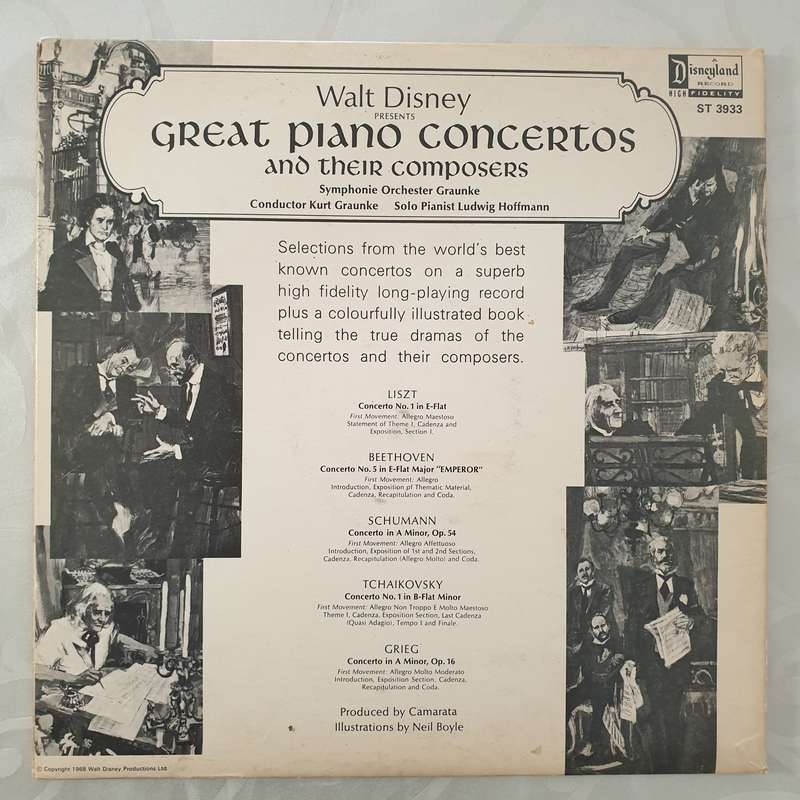 Walt Disney
PRESENTS
GREAT PIANO CONCERTOS
AND THEIR COMPOSERS
Symphonie Orchester Graunke
Conductor Kurt Graunke Solo Pianist Ludwig Hoffmann
Disneyland
RECORD
HIGH FIDELITY
ST 3933
Selections from the world's best
known concertos on a superb
high fidelity long-playing record
plus a colourfully illustrated book
telling the true dramas of the
concertos and their composers.
LISZT
Concerto No. 1 in E-Flat
First Movement: Allegro Maestoso
Statement of Theme I, Cadenza and
Exposition, Section I.
BEETHOVEN
Concerto No. 5 in E-Flat Major "EMPEROR"
First Movement: Allegro
Introduction, Exposition pf Thematic Material,
Cadenza, Recapitulation and Coda.
SCHUMANN
Concerto in A Minor, Op. 54
First Movement: Allegro Affettuoso
Introduction, Exposition of 1st and 2nd Sections,
Cadenza, Recapitulation (Allegro Molto) and Coda.
TCHAIKOVSKY
Concerto No. 1 in B-Flat Minor
First Movement: Allegro Non Troppo E Molto Maestoso
Theme I, Cadenza, Exposition Section, Last Cadenza
(Quasi Adagio), Tempo I and Finale.
GRIEG
Concerto in A Minor, Op. 16
First Movement: Allegro Molto Moderato
Introduction, Exposition Section, Cadenza,
Recapitulation and Coda.
Produced by Camarata
Illustrations by Neil Boyle
© Copyright 1968 Walt Disney Productions Ltd.